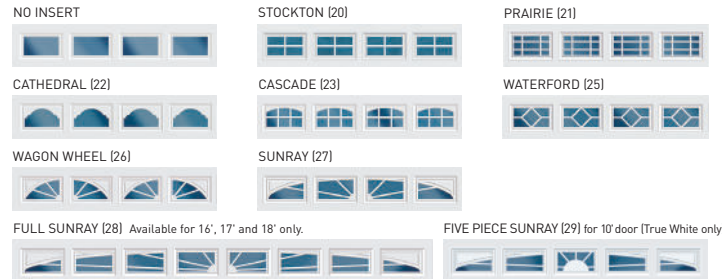 NO INSERT
STOCKTON (20)
PRAIRIE (21)
CATHEDRAL (22)
CASCADE (23)
WATERFORD (25)
WAGON WHEEL (26)
SUNRAY (27)
FULL SUNRAY (28) Available for 16', 17' and 18' only.
FIVE PIECE SUNRAY (29) for 10' door (True White only